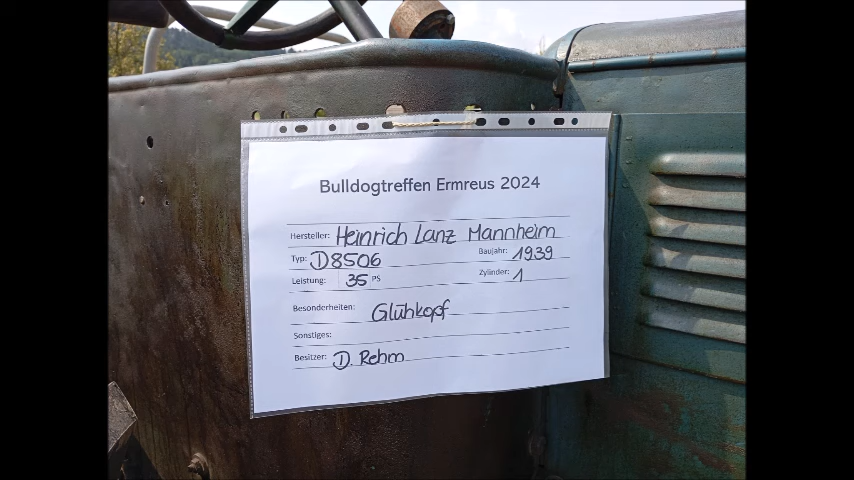 Bulldogtreffen Ermreus 2024
Hersteller: Heinrich Lanz Mannheim
Typ: D8506 Baujahr: 1939
Leistung: 35 PS Zylinder: 1
Besonderheiten: Glühkopf
Sonstiges:
Besitzer: D. Rehm